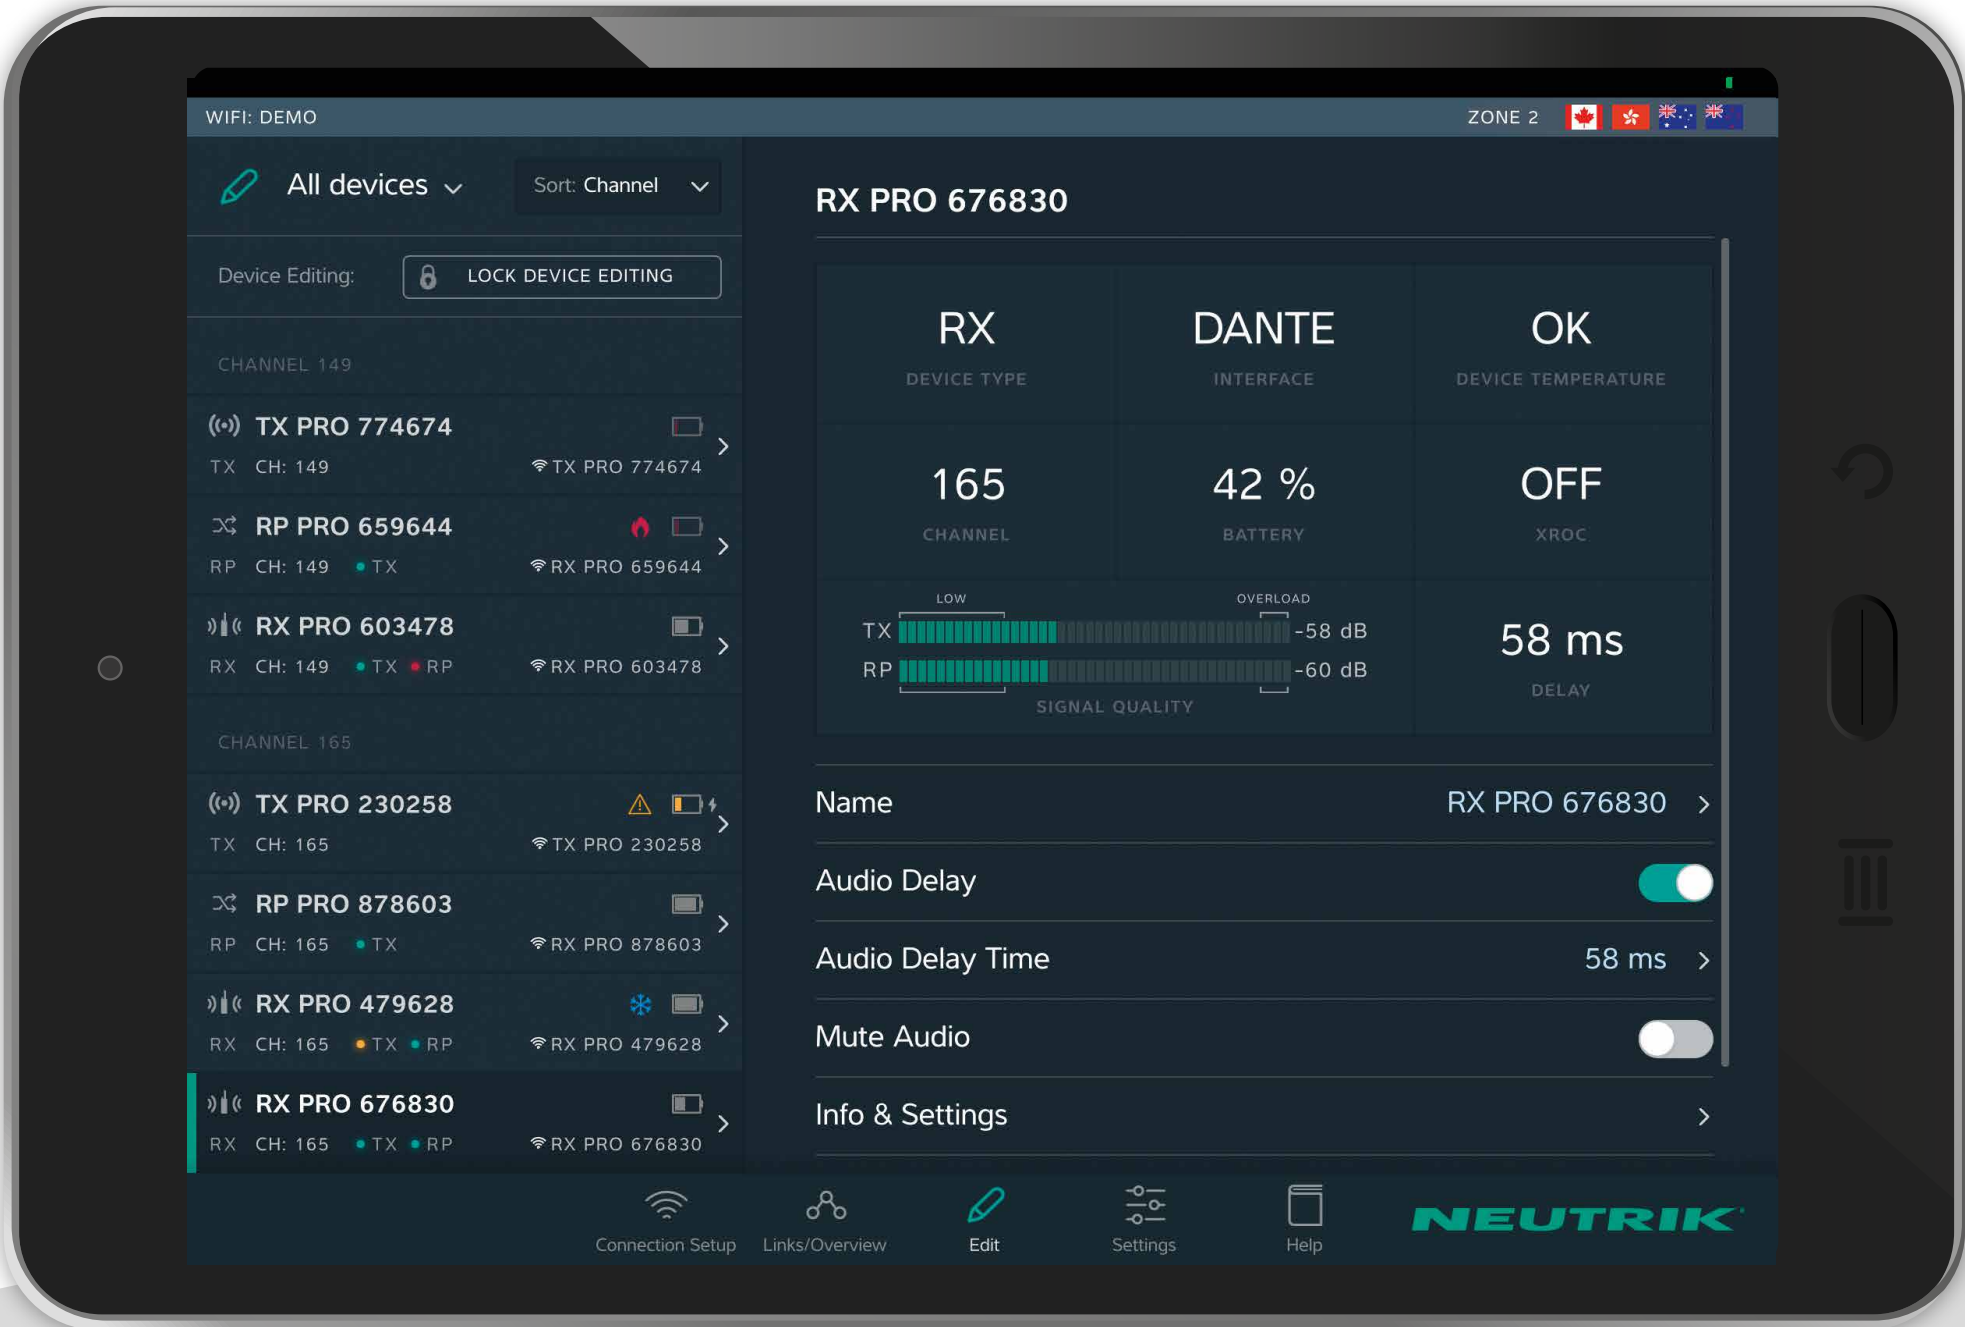 WIFI: DEMO
ZONE 2
All devices
Sort: Channel
Device Editing:
LOCK DEVICE EDITING
CHANNEL 149
TX PRO 774674
TX CH: 149 TX PRO 774674
RP PRO 659644
RP CH: 149 TX RX PRO 659644
RX PRO 603478
RX CH: 149 TX RP RX PRO 603478
CHANNEL 165
TX PRO 230258
TX CH: 165 TX PRO 230258
RP PRO 878603
RP CH: 165 TX RX PRO 878603
RX PRO 479628
RX CH: 165 TX RP RX PRO 479628
RX PRO 676830
RX CH: 165 TX RP RX PRO 676830
RX PRO 676830
RX DANTE OK
DEVICE TYPE INTERFACE DEVICE TEMPERATURE
165 42 % OFF
CHANNEL BATTERY XROC
LOW OVERLOAD
TX -58 dB
RP -60 dB
SIGNAL QUALITY
58 ms
DELAY
Name RX PRO 676830
Audio Delay
Audio Delay Time 58 ms
Mute Audio
Info & Settings
Connection Setup Links/Overview Edit Settings Help
NEUTRIK